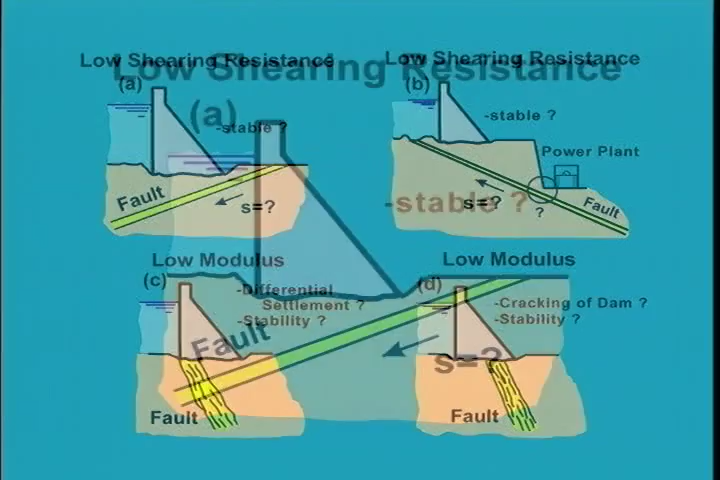 Low Shearing Resistance
(a)
-stable ?
Fault
s=?
Low Shearing Resistance
(b)
-stable ?
Power Plant
s=?
?
Fault
Low Shearing Resistance
(a)
-stable ?
Fault
s=?
Low Modulus
(c)
-Differential
Settlement ?
-Stability ?
Fault
Low Modulus
(d)
-Cracking of Dam ?
-Stability ?
Fault